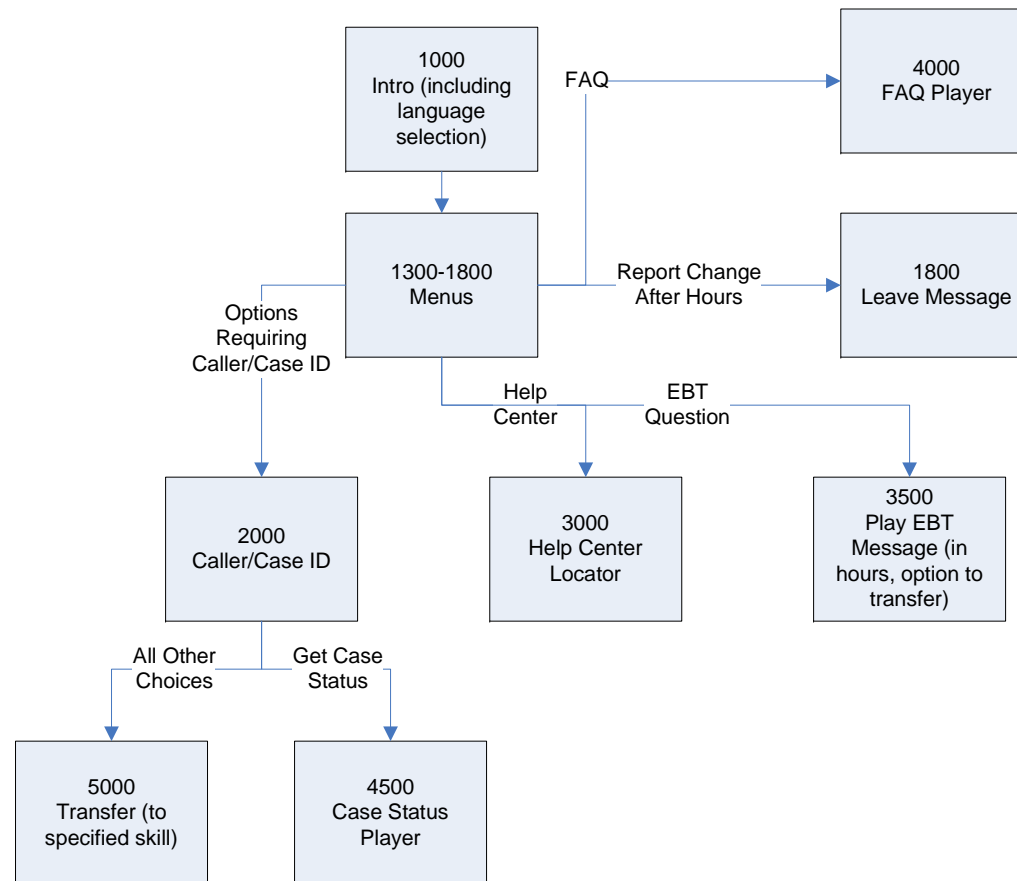 1000
Intro (including
language
selection)
FAQ
4000
FAQ Player
1300-1800
Menus
Report Change
After Hours
1800
Leave Message
Options
Requiring
Caller/Case ID
Help
Center
EBT
Question
2000
Caller/Case ID
3000
Help Center
Locator
3500
Play EBT
Message (in
hours, option to
transfer)
All Other
Choices
Get Case
Status
5000
Transfer (to
specified skill)
4500
Case Status
Player